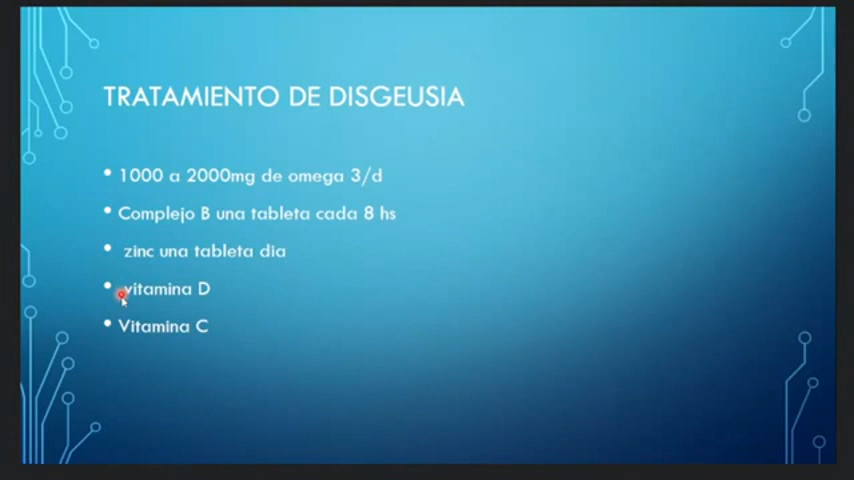 TRATAMIENTO DE DISGEUSIA
• 1000 a 2000mg de omega 3/d
• Complejo B una tableta cada 8 hs
• zinc una tableta dia
• vitamina D
• Vitamina C